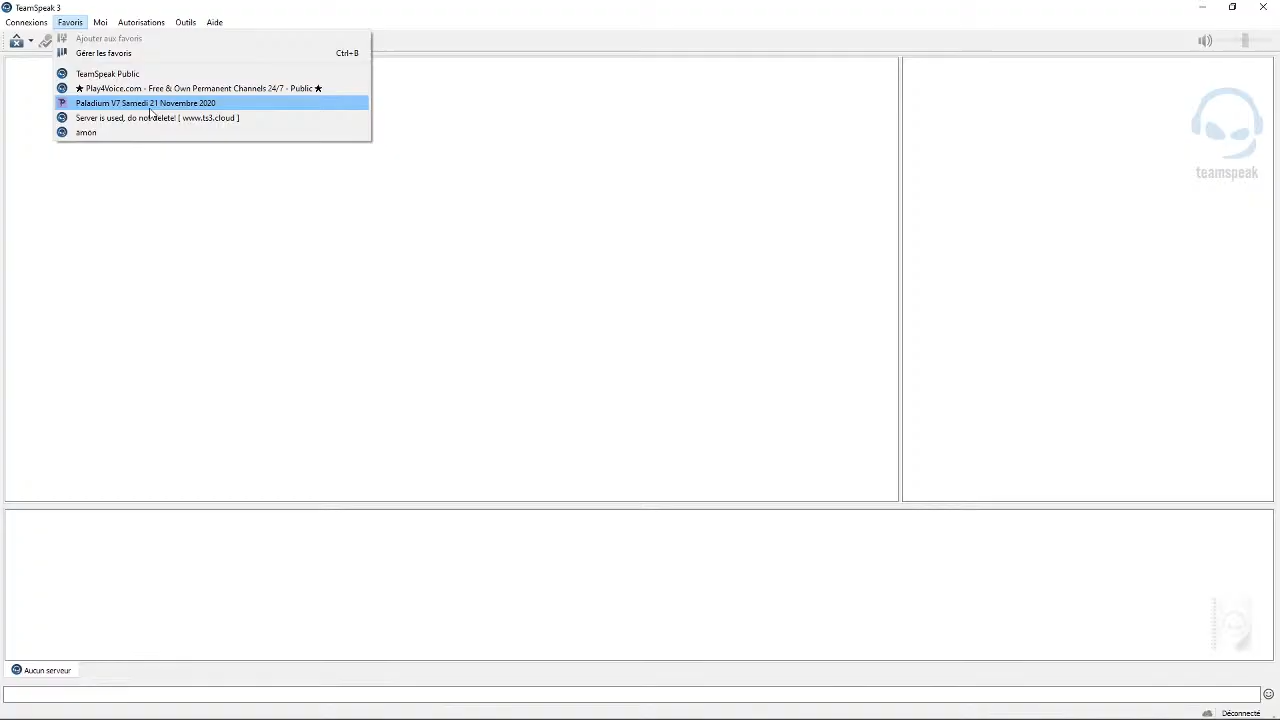 TeamSpeak 3
Connexions Favoris Moi Autorisations Outils Aide
Ajouter aux favoris
Gérer les favoris Ctrl+B
TeamSpeak Public
★ Play4Voice.com - Free & Own Permanent Channels 24/7 - Public ★
Paladium V7 Samedi 21 Novembre 2020
Server is used, do not delete! [ www.ts3.cloud ]
amon
teamspeak
Aucun serveur
Déconnecté